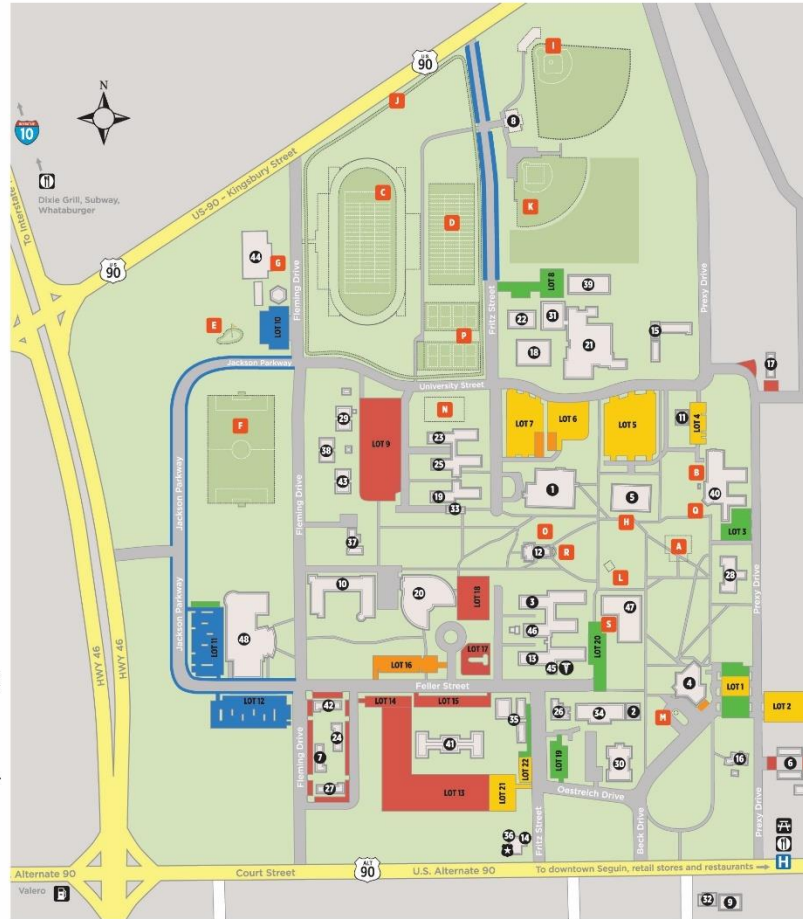 U.S. 90
I
J
N
8
INTERSTATE 10
C
D
K
Dixie Grill, Subway,
Whataburger
US-90 – Kingsbury Street
To Interstate
U.S. 90
44
G
Fleming Drive
Fritz Street
Prexy Drive
LOT 8
39
E
LOT 10
22
31
21
15
P
18
17
Jackson Parkway
University Street
F
29
LOT 9
N
23
LOT 7
LOT 6
LOT 5
11
LOT 4
38
25
B
43
19
1
5
40
33
Q
Jackson Parkway
Fleming Drive
37
O
H
LOT 3
12
R
A
28
L
10
20
LOT 18
3
47
Jackson Parkway
LOT 11
48
46
S
LOT 20
Prexy Drive
LOT 16
LOT 17
13
45
T
4
LOT 1
HWY 46
HWY 46
Feller Street
LOT 2
LOT 12
42
LOT 14
LOT 15
35
26
34
2
M
24
41
7
30
16
6
LOT 22
LOT 19
27
LOT 13
LOT 21
Oestreich Drive
Fleming Drive
Fritz Street
Beck Drive
Prexy Drive
36
14
Alternate 90
Court Street
ALT 90
U.S. Alternate 90
To downtown Seguin, retail stores and restaurants
H
Valero
32
9